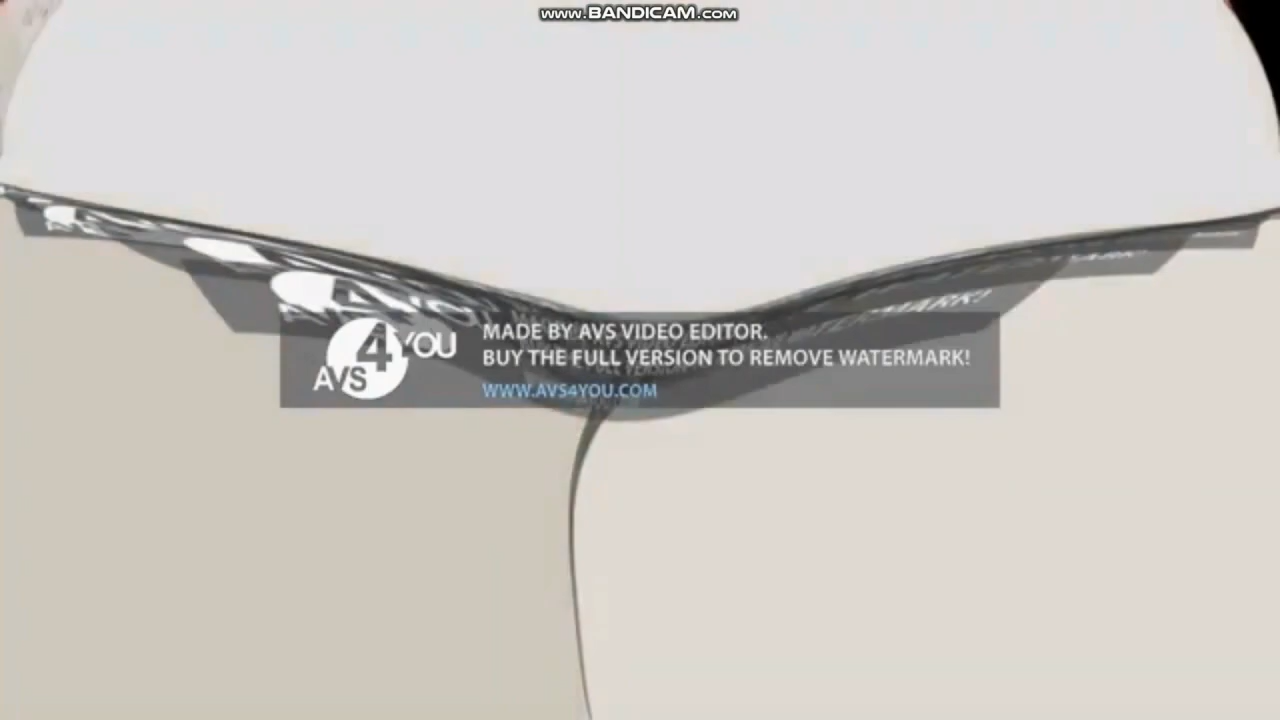 WWW.BANDICAM.COM
AVS4YOU
MADE BY AVS VIDEO EDITOR.
BUY THE FULL VERSION TO REMOVE WATERMARK!
WWW.AVS4YOU.COM
WATERMARK!